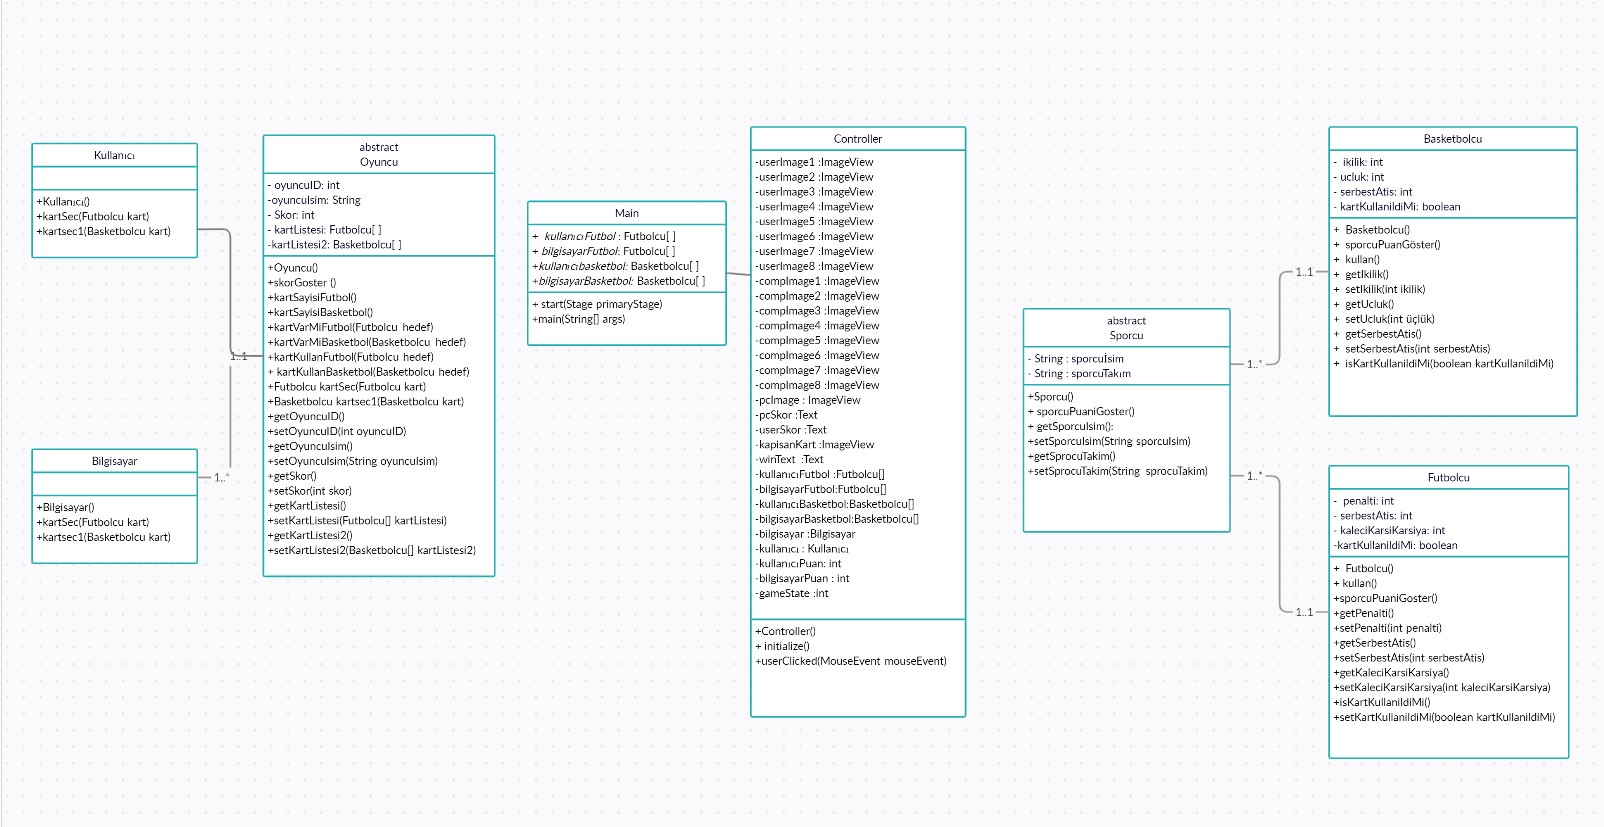 Kullanıcı
+Kullanıcı()
+kartSec(Futbolcu kart)
+kartsec1(Basketbolcu kart)
Bilgisayar
+Bilgisayar()
+kartSec(Futbolcu kart)
+kartsec1(Basketbolcu kart)
1..1
1..*
abstract
Oyuncu
- oyuncuID: int
-oyuncuIsim: String
- Skor: int
- kartListesi: Futbolcu[ ]
-kartListesi2: Basketbolcu[ ]
+Oyuncu()
+skorGoster ()
+kartSayisiFutbol()
+kartSayisiBasketbol()
+kartVarMiFutbol(Futbolcu hedef)
+kartVarMiBasketbol(Basketbolcu hedef)
+kartKullanFutbol(Futbolcu hedef)
+ kartKullanBasketbol(Basketbolcu hedef)
+Futbolcu kartSec(Futbolcu kart)
+Basketbolcu kartsec1(Basketbolcu kart)
+getOyuncuID()
+setOyuncuID(int oyuncuID)
+getOyuncuIsim()
+setOyuncuIsim(String oyuncuIsim)
+getSkor()
+setSkor(int skor)
+getKartListesi()
+setKartListesi(Futbolcu[] kartListesi)
+getKartListesi2()
+setKartListesi2(Basketbolcu[] kartListesi2)
Main
+ kullanıcıFutbol : Futbolcu[ ]
+ bilgisayarFutbol: Futbolcu[ ]
+kullanıcıbasketbol: Basketbolcu[ ]
+bilgisayarBasketbol: Basketbolcu[ ]
+ start(Stage primaryStage)
+main(String[] args)
Controller
-userImage1 :ImageView
-userImage2 :ImageView
-userImage3 :ImageView
-userImage4 :ImageView
-userImage5 :ImageView
-userImage6 :ImageView
-userImage7 :ImageView
-userImage8 :ImageView
-compImage1 :ImageView
-compImage2 :ImageView
-compImage3 :ImageView
-compImage4 :ImageView
-compImage5 :ImageView
-compImage6 :ImageView
-compImage7 :ImageView
-compImage8 :ImageView
-pcImage : ImageView
-pcSkor :Text
-userSkor :Text
-kapisanKart :ImageView
-winText :Text
-kullanıcıFutbol :Futbolcu[]
-bilgisayarFutbol:Futbolcu[]
-kullanıcıBasketbol:Basketbolcu[]
-bilgisayarBasketbol:Basketbolcu[]
-bilgisayar :Bilgisayar
-kullanıcı : Kullanıcı
-kullanıcıPuan: int
-bilgisayarPuan : int
-gameState :int
+Controller()
+ initialize()
+userClicked(MouseEvent mouseEvent)
abstract
Sporcu
- String : sporcuİsim
- String : sporcuTakım
+Sporcu()
+ sporcuPuaniGoster()
+ getSporcuIsim():
+setSporcuIsim(String sporcuIsim)
+getSprocuTakim()
+setSprocuTakim(String sprocuTakim)
1..*
1..1
1..*
1..1
Basketbolcu
- ikilik: int
- ucluk: int
- serbestAtis: int
- kartKullanildiMi: boolean
+ Basketbolcu()
+ sporcuPuanGöster()
+ kullan()
+ getIkilik()
+ setIkilik(int ikilik)
+ getUcluk()
+ setUcluk(int üçlük)
+ getSerbestAtis()
+ setSerbestAtis(int serbestAtis)
+ isKartKullanildiMi(boolean kartKullanildiMi)
Futbolcu
- penalti: int
- serbestAtis: int
- kaleciKarsiKarsiya: int
-kartKullanildiMi: boolean
+ Futbolcu()
+ kullan()
+sporcuPuaniGoster()
+getPenalti()
+setPenalti(int penalti)
+getSerbestAtis()
+setSerbestAtis(int serbestAtis)
+getKaleciKarsiKarsiya()
+setKaleciKarsiKarsiya(int kaleciKarsiKarsiya)
+isKartKullanildiMi()
+setKartKullanildiMi(boolean kartKullanildiMi)